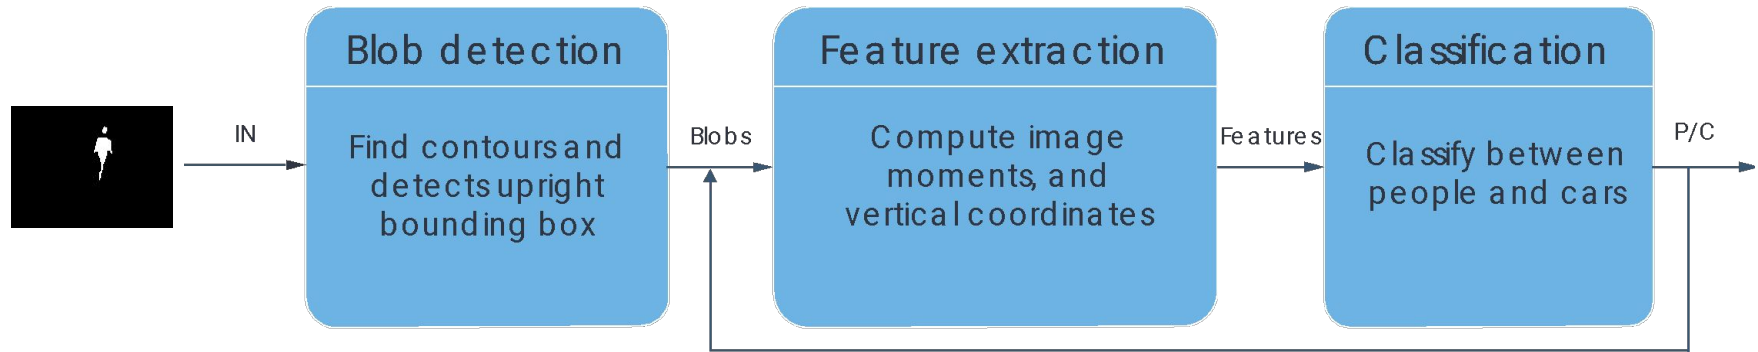 IN
Blob detection
Find contours and
detects upright
bounding box
Blobs
Feature extraction
Compute image
moments, and
vertical coordinates
Features
Classification
Classify between
people and cars
P/C